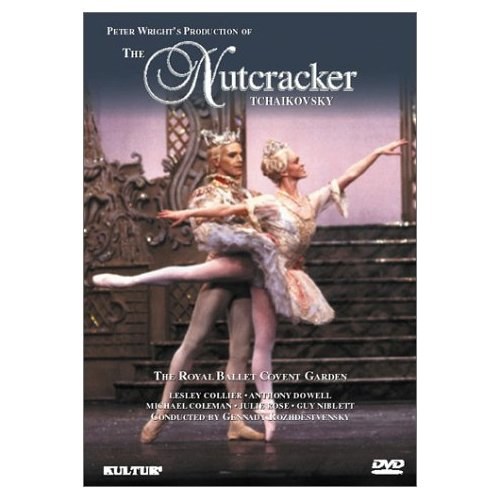 Peter Wright's Production of
The
Nutcracker
Tchaikovsky
The Royal Ballet Covent Garden
Lesley Collier · Anthony Dowell
Michael Coleman · Julie Rose · Guy Niblett
Conducted by Gennady Rozhdestvensky
KULTUR
DVD